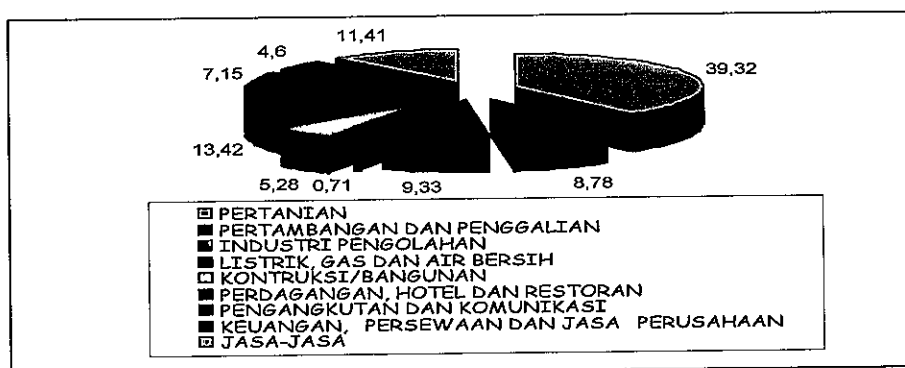 11,41
4,6
39,32
7,15
13,42
5,28 0,71 9,33 8,78
PERTANIAN
PERTAMBANGAN DAN PENGGALIAN
INDUSTRI PENGOLAHAN
LISTRIK, GAS DAN AIR BERSIH
KONTRUKSI/BANGUNAN
PERDAGANGAN, HOTEL DAN RESTORAN
PENGANGKUTAN DAN KOMUNIKASI
KEUANGAN, PERSEWAAN DAN JASA PERUSAHAAN
JASA-JASA